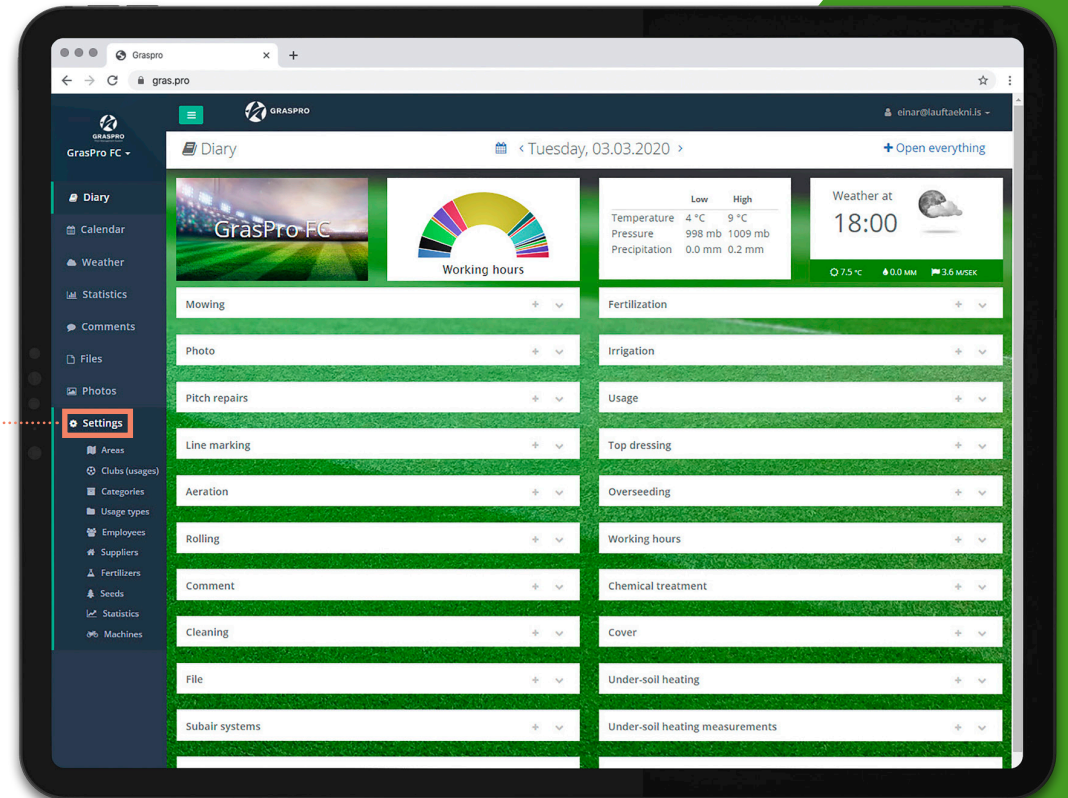 Graspro
gras.pro
GRASPRO
GrasPro FC
Diary
Calendar
Weather
Statistics
Comments
Files
Photos
Settings
Areas
Clubs (usages)
Categories
Usage types
Employees
Suppliers
Fertilizers
Seeds
Statistics
Machines
GRASPRO
einar@lauftaekni.is
Diary
Tuesday, 03.03.2020
Open everything
GrasPro FC
Working hours
Low High
Temperature 4 °C 9 °C
Pressure 998 mb 1009 mb
Precipitation 0.0 mm 0.2 mm
Weather at
18:00
7.5 °C 0.0 MM 3.6 M/SEK
Mowing
Fertilization
Photo
Irrigation
Pitch repairs
Usage
Line marking
Top dressing
Aeration
Overseeding
Rolling
Working hours
Comment
Chemical treatment
Cleaning
Cover
File
Under-soil heating
Subair systems
Under-soil heating measurements